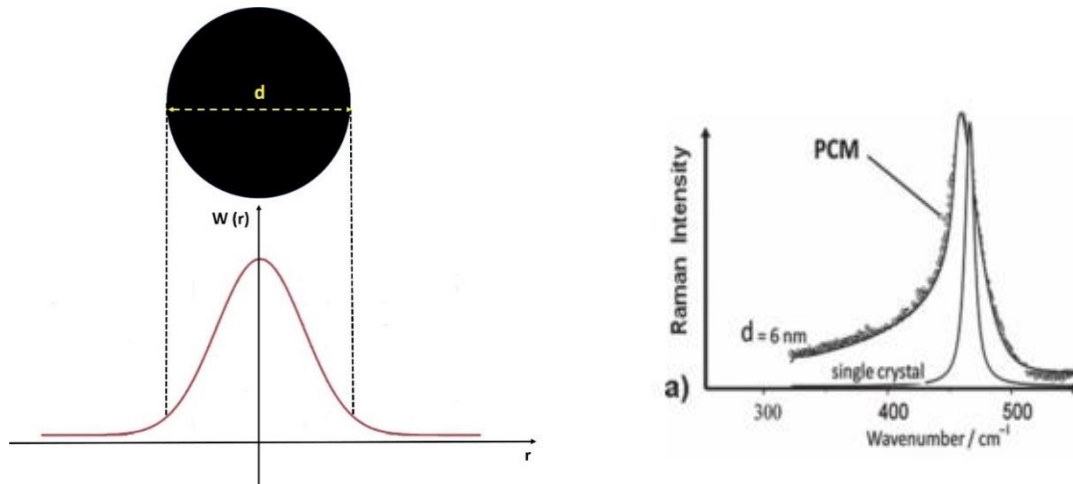 d
W (r)
r
Raman Intensity
PCM
d = 6 nm
single crystal
a)
300
400
500
Wavenumber / cm⁻¹